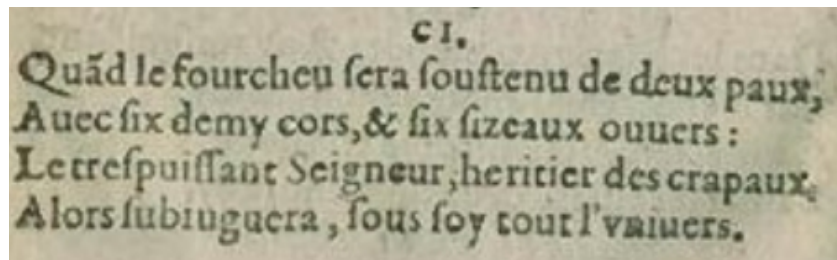 CI.
Quãd le fourcheu ſera ſouſtenu de deux paux,
Auec ſix demy cors,& ſix ſizeaux ouuers :
Le treſpuiſſant Seigneur,heritier des crapaux,
Alors ſubiuguera, ſous ſoy tout l'vniuers.